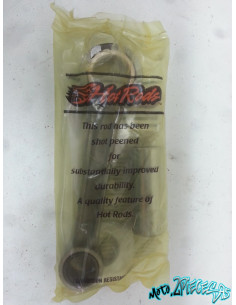 Hot Rods
This rod has been
shot peened
for
substantially improved
durability.
A quality feature of
Hot Rods.
Moto 2 PIECES